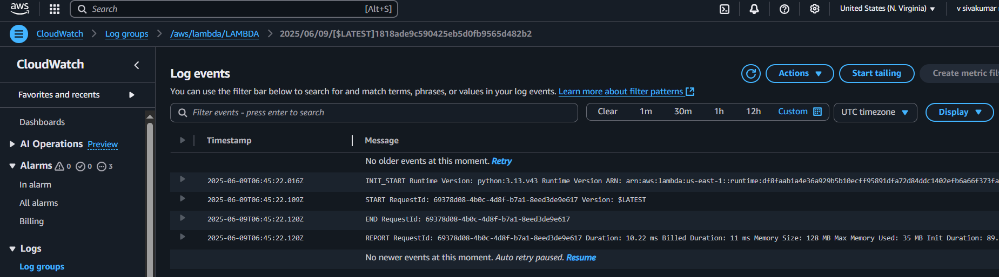 aws
Search [Alt+S] United States (N. Virginia) v sivakumar
CloudWatch Log groups /aws/lambda/LAMBDA 2025/06/09/[$LATEST]1818ade9c590425eb5d0fb9565d482b2
CloudWatch
Favorites and recents
Dashboards
AI Operations Preview
Alarms 0 0 3
In alarm
All alarms
Billing
Logs
Log groups
Log events
Actions Start tailing Create metric fil
You can use the filter bar below to search for and match terms, phrases, or values in your log events. Learn more about filter patterns
Filter events - press enter to search Clear 1m 30m 1h 12h Custom UTC timezone Display
Timestamp Message
No older events at this moment. Retry
2025-06-09T06:45:22.016Z INIT_START Runtime Version: python:3.13.v43 Runtime Version ARN: arn:aws:lambda:us-east-1::runtime:df8faab1a4e36a929b5b10ecff95891dfa72d84ddc1402efb6a66f373fa
2025-06-09T06:45:22.109Z START RequestId: 69378d08-4b0c-4d8f-b7a1-8eed3de9e617 Version: $LATEST
2025-06-09T06:45:22.120Z END RequestId: 69378d08-4b0c-4d8f-b7a1-8eed3de9e617
2025-06-09T06:45:22.120Z REPORT RequestId: 69378d08-4b0c-4d8f-b7a1-8eed3de9e617 Duration: 10.22 ms Billed Duration: 11 ms Memory Size: 128 MB Max Memory Used: 35 MB Init Duration: 89.
No newer events at this moment. Auto retry paused. Resume